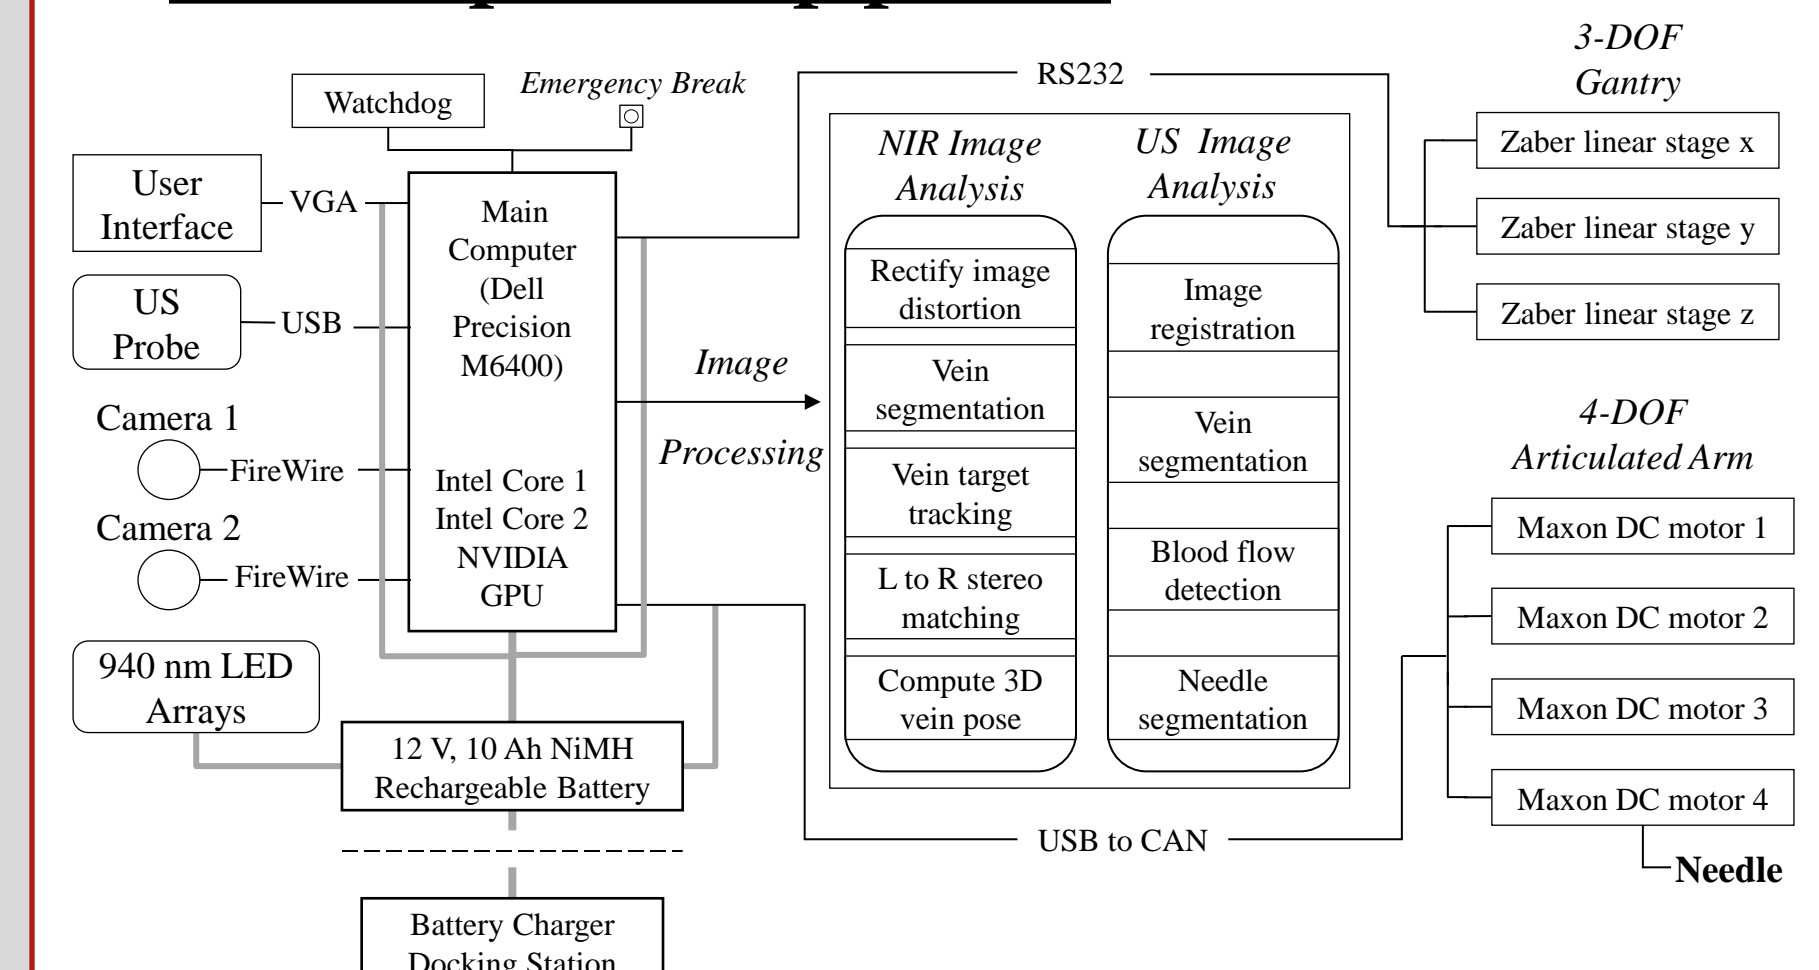 Watchdog
Emergency Break
User
Interface
VGA
US
Probe
USB
Camera 1
FireWire
Camera 2
FireWire
940 nm LED
Arrays
Main
Computer
(Dell
Precision
M6400)
Intel Core 1
Intel Core 2
NVIDIA
GPU
12 V, 10 Ah NiMH
Rechargeable Battery
Battery Charger
Docking Station
Image
Processing
RS232
NIR Image
Analysis
Rectify image
distortion
Vein
segmentation
Vein target
tracking
L to R stereo
matching
Compute 3D
vein pose
US Image
Analysis
Image
registration
Vein
segmentation
Blood flow
detection
Needle
segmentation
USB to CAN
3-DOF
Gantry
Zaber linear stage x
Zaber linear stage y
Zaber linear stage z
4-DOF
Articulated Arm
Maxon DC motor 1
Maxon DC motor 2
Maxon DC motor 3
Maxon DC motor 4
Needle